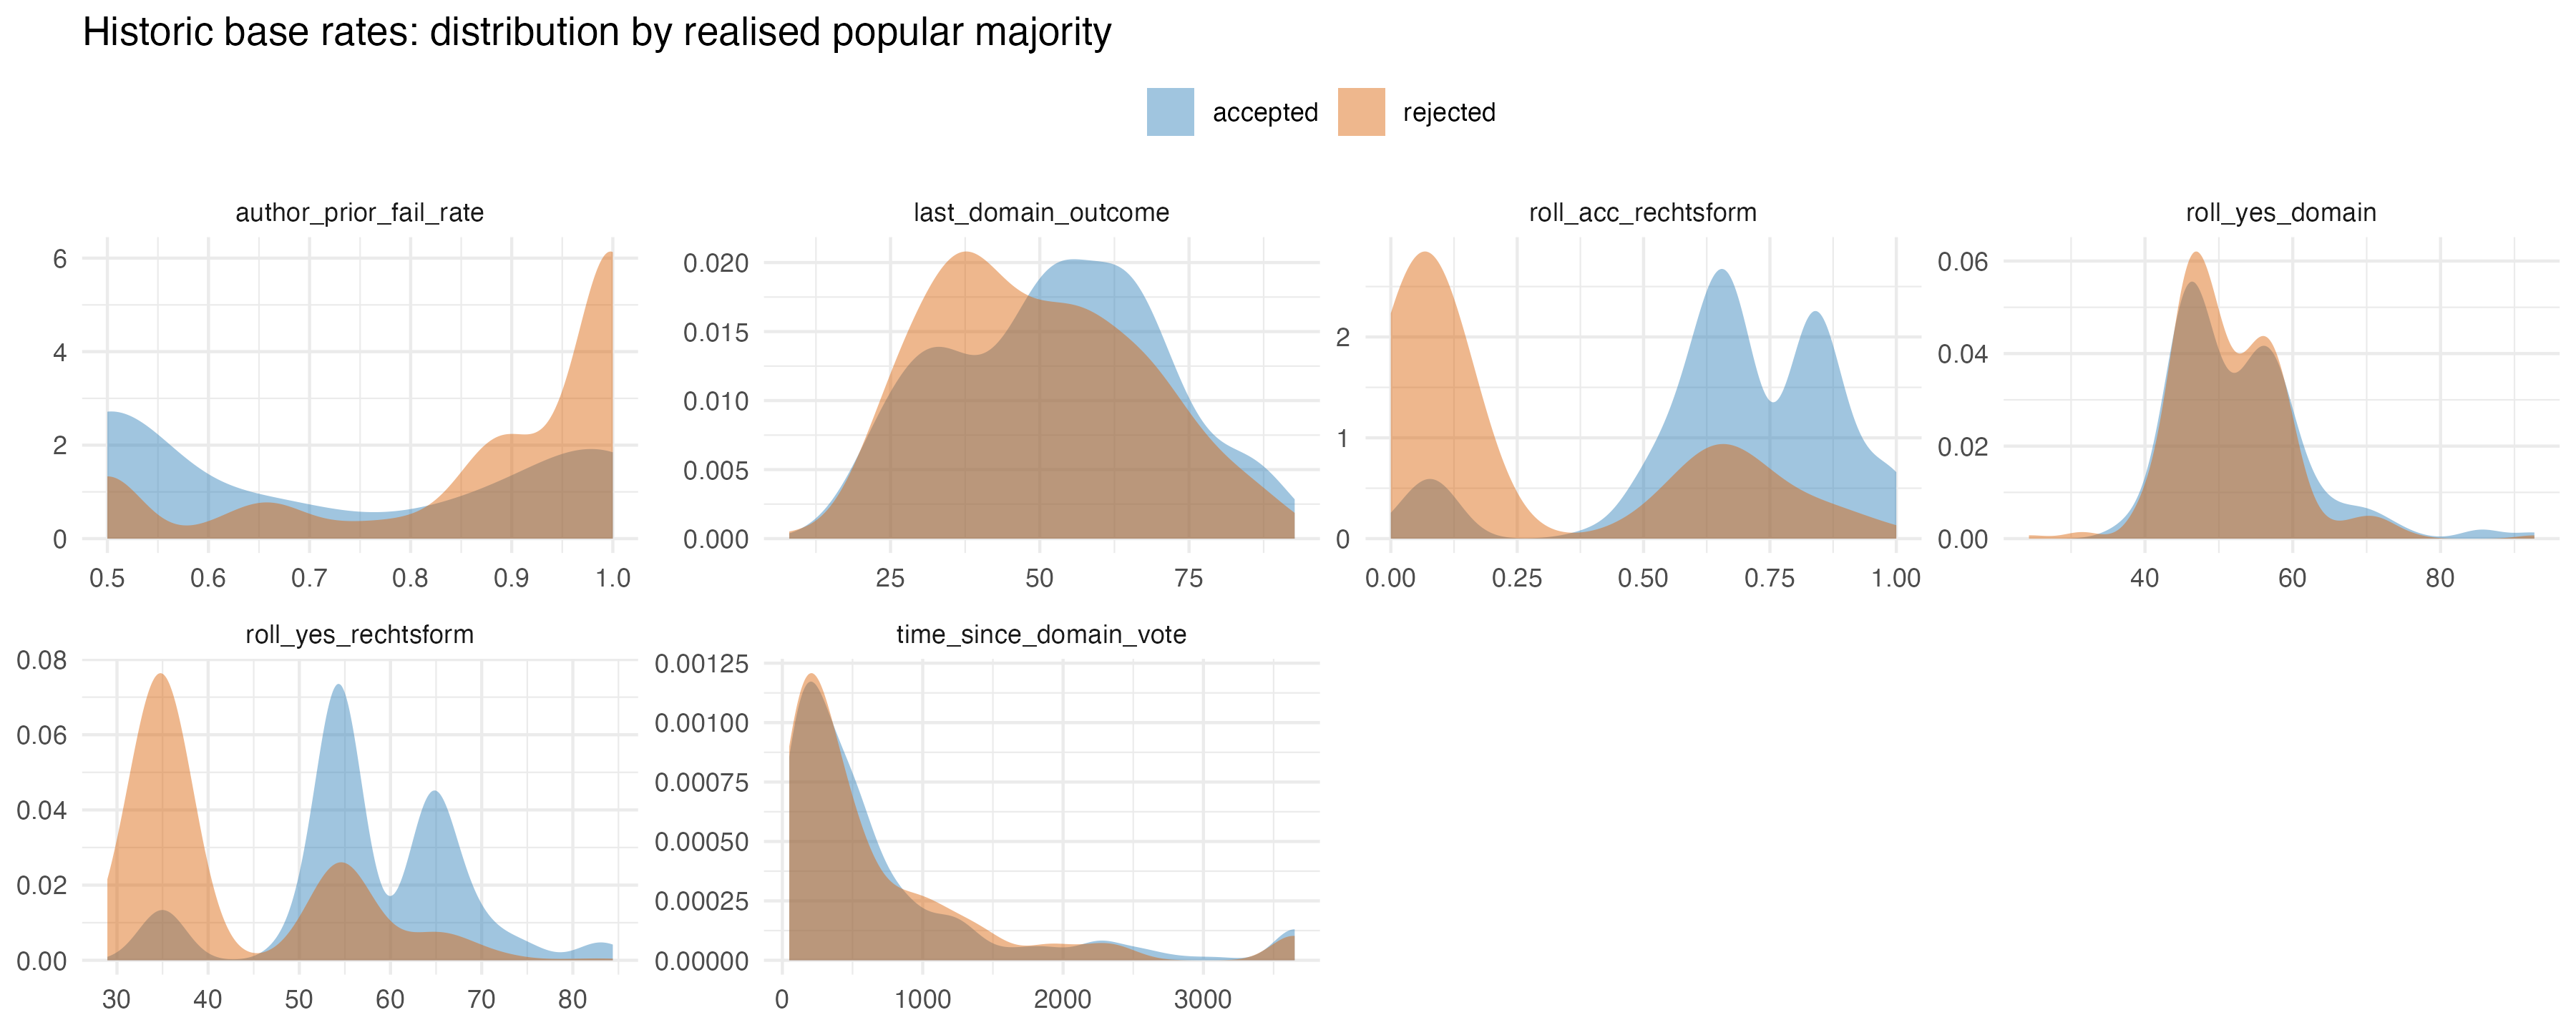 Historic base rates: distribution by realised popular majority
accepted rejected
author_prior_fail_rate last_domain_outcome roll_acc_rechtsform roll_yes_domain
6
4
2
0
0.5 0.6 0.7 0.8 0.9 1.0
0.020
0.015
0.010
0.005
0.000
25 50 75
2
1
0
0.00 0.25 0.50 0.75 1.00
0.06
0.04
0.02
0.00
40 60 80
roll_yes_rechtsform time_since_domain_vote
0.08
0.06
0.04
0.02
0.00
30 40 50 60 70 80
0.00125
0.00100
0.00075
0.00050
0.00025
0.00000
0 1000 2000 3000